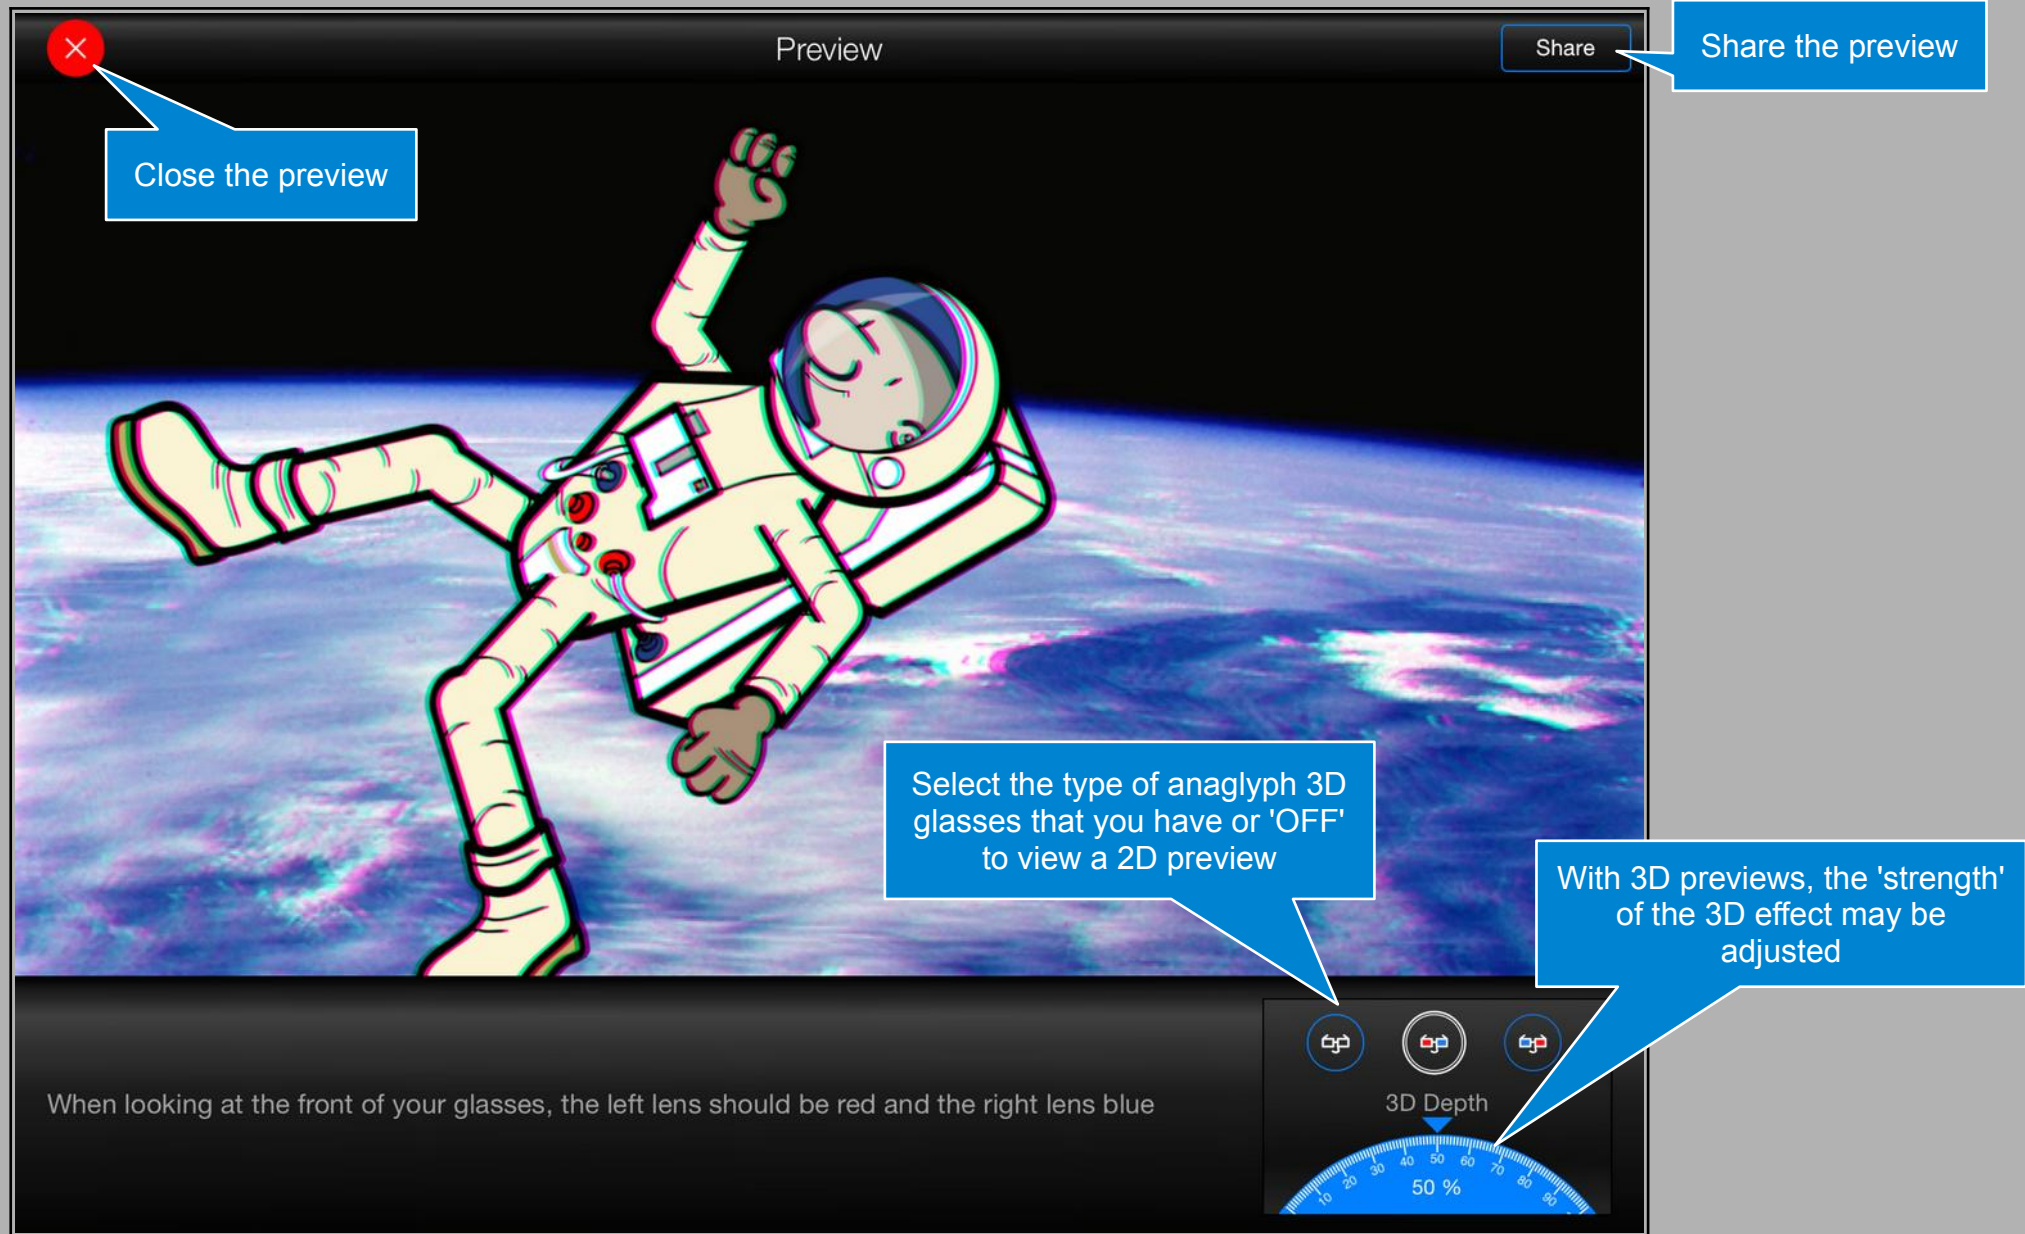 Preview
Share
Share the preview
Close the preview
Select the type of anaglyph 3D
glasses that you have or 'OFF'
to view a 2D preview
With 3D previews, the 'strength'
of the 3D effect may be
adjusted
When looking at the front of your glasses, the left lens should be red and the right lens blue
3D Depth
10 20 30 40 50 60 70 80 90
50 %